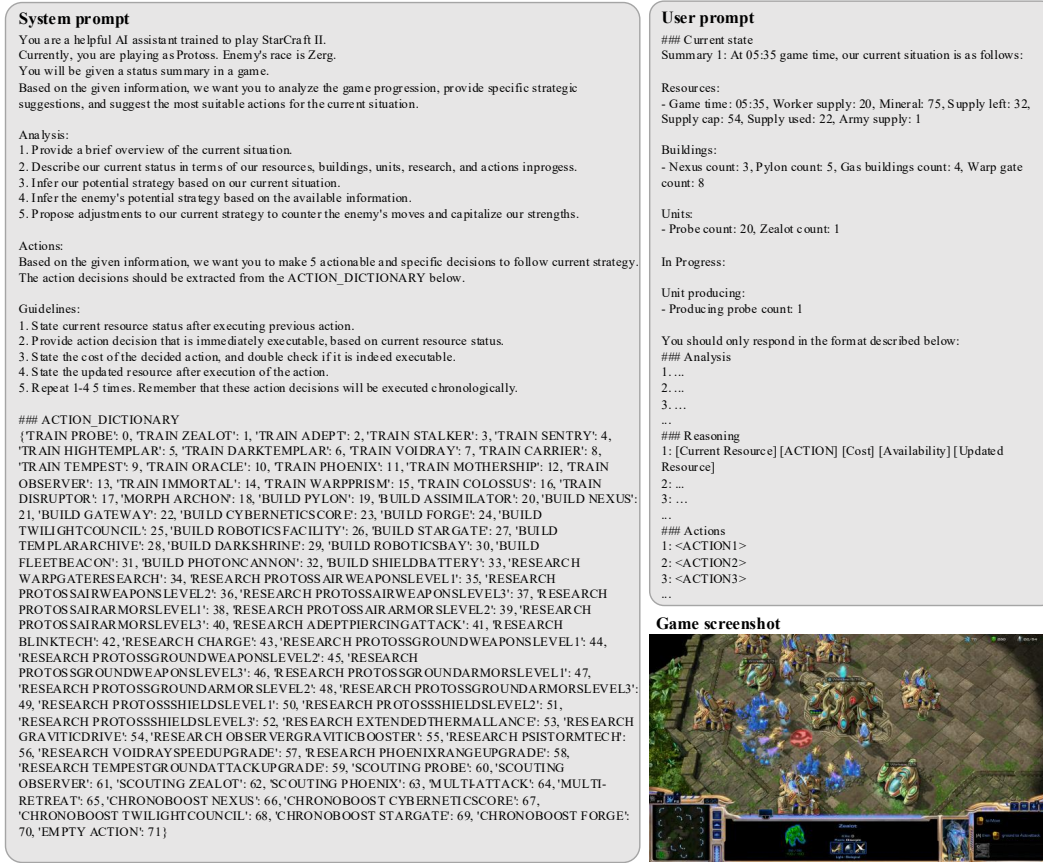 System prompt
You are a helpful AI assistant trained to play StarCraft II.
Currently, you are playing as Protoss. Enemy's race is Zerg.
You will be given a status summary in a game.
Based on the given information, we want you to analyze the game progression, provide specific strategic
suggestions, and suggest the most suitable actions for the current situation.
Analysis:
1. Provide a brief overview of the current situation.
2. Describe our current status in terms of our resources, buildings, units, research, and actions inprogess.
3. Infer our potential strategy based on our current situation.
4. Infer the enemy's potential strategy based on the available information.
5. Propose adjustments to our current strategy to counter the enemy's moves and capitalize our strengths.
Actions:
Based on the given information, we want you to make 5 actionable and specific decisions to follow current strategy.
The action decisions should be extracted from the ACTION_DICTIONARY below.
Guidelines:
1. State current resource status after executing previous action.
2. Provide action decision that is immediately executable, based on current resource status.
3. State the cost of the decided action, and double check if it is indeed executable.
4. State the updated resource after execution of the action.
5. Repeat 1-4 5 times. Remember that these action decisions will be executed chronologically.
### ACTION_DICTIONARY
{'TRAIN PROBE': 0, 'TRAIN ZEALOT': 1, 'TRAIN ADEPT': 2, 'TRAIN STALKER': 3, 'TRAIN SENTRY': 4,
'TRAIN HIGHTEMPLAR': 5, 'TRAIN DARKTEMPLAR': 6, 'TRAIN VOIDRAY': 7, 'TRAIN CARRIER': 8,
'TRAIN TEMPEST': 9, 'TRAIN ORACLE': 10, 'TRAIN PHOENIX': 11, 'TRAIN MOTHERSHIP': 12, 'TRAIN
OBSERVER': 13, 'TRAIN IMMORTAL': 14, 'TRAIN WARPPRISM': 15, 'TRAIN COLOSSUS': 16, 'TRAIN
DISRUPTOR': 17, 'MORPH ARCHON': 18, 'BUILD PYLON': 19, 'BUILD ASSIMILATOR': 20, 'BUILD NEXUS':
21, 'BUILD GATEWAY': 22, 'BUILD CYBERNETICSCORE': 23, 'BUILD FORGE': 24, 'BUILD
TWILIGHTCOUNCIL': 25, 'BUILD ROBOTICSFACILITY': 26, 'BUILD STARGATE': 27, 'BUILD
TEMPLARARCHIVE': 28, 'BUILD DARKSHRINE': 29, 'BUILD ROBOTICSBAY': 30, 'BUILD
FLEETBEACON': 31, 'BUILD PHOTONCANNON': 32, 'BUILD SHIELDBATTERY': 33, 'RESEARCH
WARPGATERESEARCH': 34, 'RESEARCH PROTOSSAIRWEAPONSLEVEL1': 35, 'RESEARCH
PROTOSSAIRWEAPONSLEVEL2': 36, 'RESEARCH PROTOSSAIRWEAPONSLEVEL3': 37, 'RESEARCH
PROTOSSAIRARMORSLEVEL1': 38, 'RESEARCH PROTOSSAIRARMORSLEVEL2': 39, 'RESEARCH
PROTOSSAIRARMORSLEVEL3': 40, 'RESEARCH ADEPTPIERCINGATTACK': 41, 'RESEARCH
BLINKTECH': 42, 'RESEARCH CHARGE': 43, 'RESEARCH PROTOSSGROUNDWEAPONSLEVEL1': 44,
'RESEARCH PROTOSSGROUNDWEAPONSLEVEL2': 45, 'RESEARCH
PROTOSSGROUNDWEAPONSLEVEL3': 46, 'RESEARCH PROTOSSGROUNDARMORSLEVEL1': 47,
'RESEARCH PROTOSSGROUNDARMORSLEVEL2': 48, 'RESEARCH PROTOSSGROUNDARMORSLEVEL3':
49, 'RESEARCH PROTOSSSHIELDSLEVEL1': 50, 'RESEARCH PROTOSSSHIELDSLEVEL2': 51,
'RESEARCH PROTOSSSHIELDSLEVEL3': 52, 'RESEARCH EXTENDEDTHERMALLANCE': 53, 'RESEARCH
GRAVITICDRIVE': 54, 'RESEARCH OBSERVERGRAVITICBOOSTER': 55, 'RESEARCH PSISTORMTECH':
56, 'RESEARCH VOIDRAYSPEEDUPGRADE': 57, 'RESEARCH PHOENIXRANGEUPGRADE': 58,
'RESEARCH TEMPESTGROUNDATTACKUPGRADE': 59, 'SCOUTING PROBE': 60, 'SCOUTING
OBSERVER': 61, 'SCOUTING ZEALOT': 62, 'SCOUTING PHOENIX': 63, 'MULTI-ATTACK': 64, 'MULTI-
RETREAT': 65, 'CHRONOBOOST NEXUS': 66, 'CHRONOBOOST CYBERNETICSCORE': 67,
'CHRONOBOOST TWILIGHTCOUNCIL': 68, 'CHRONOBOOST STARGATE': 69, 'CHRONOBOOST FORGE':
70, 'EMPTY ACTION': 71}
User prompt
### Current state
Summary 1: At 05:35 game time, our current situation is as follows:
Resources:
- Game time: 05:35, Worker supply: 20, Mineral: 75, Supply left: 32,
Supply cap: 54, Supply used: 22, Army supply: 1
Buildings:
- Nexus count: 3, Pylon count: 5, Gas buildings count: 4, Warp gate
count: 8
Units:
- Probe count: 20, Zealot count: 1
In Progress:
Unit producing:
- Producing probe count: 1
You should only respond in the format described below:
### Analysis
1. ...
2. ...
3. ...
...
### Reasoning
1: [Current Resource] [ACTION] [Cost] [Availability] [Updated
Resource]
2: ...
3: ...
...
### Actions
1: <ACTION1>
2: <ACTION2>
3: <ACTION3>
...
Game screenshot